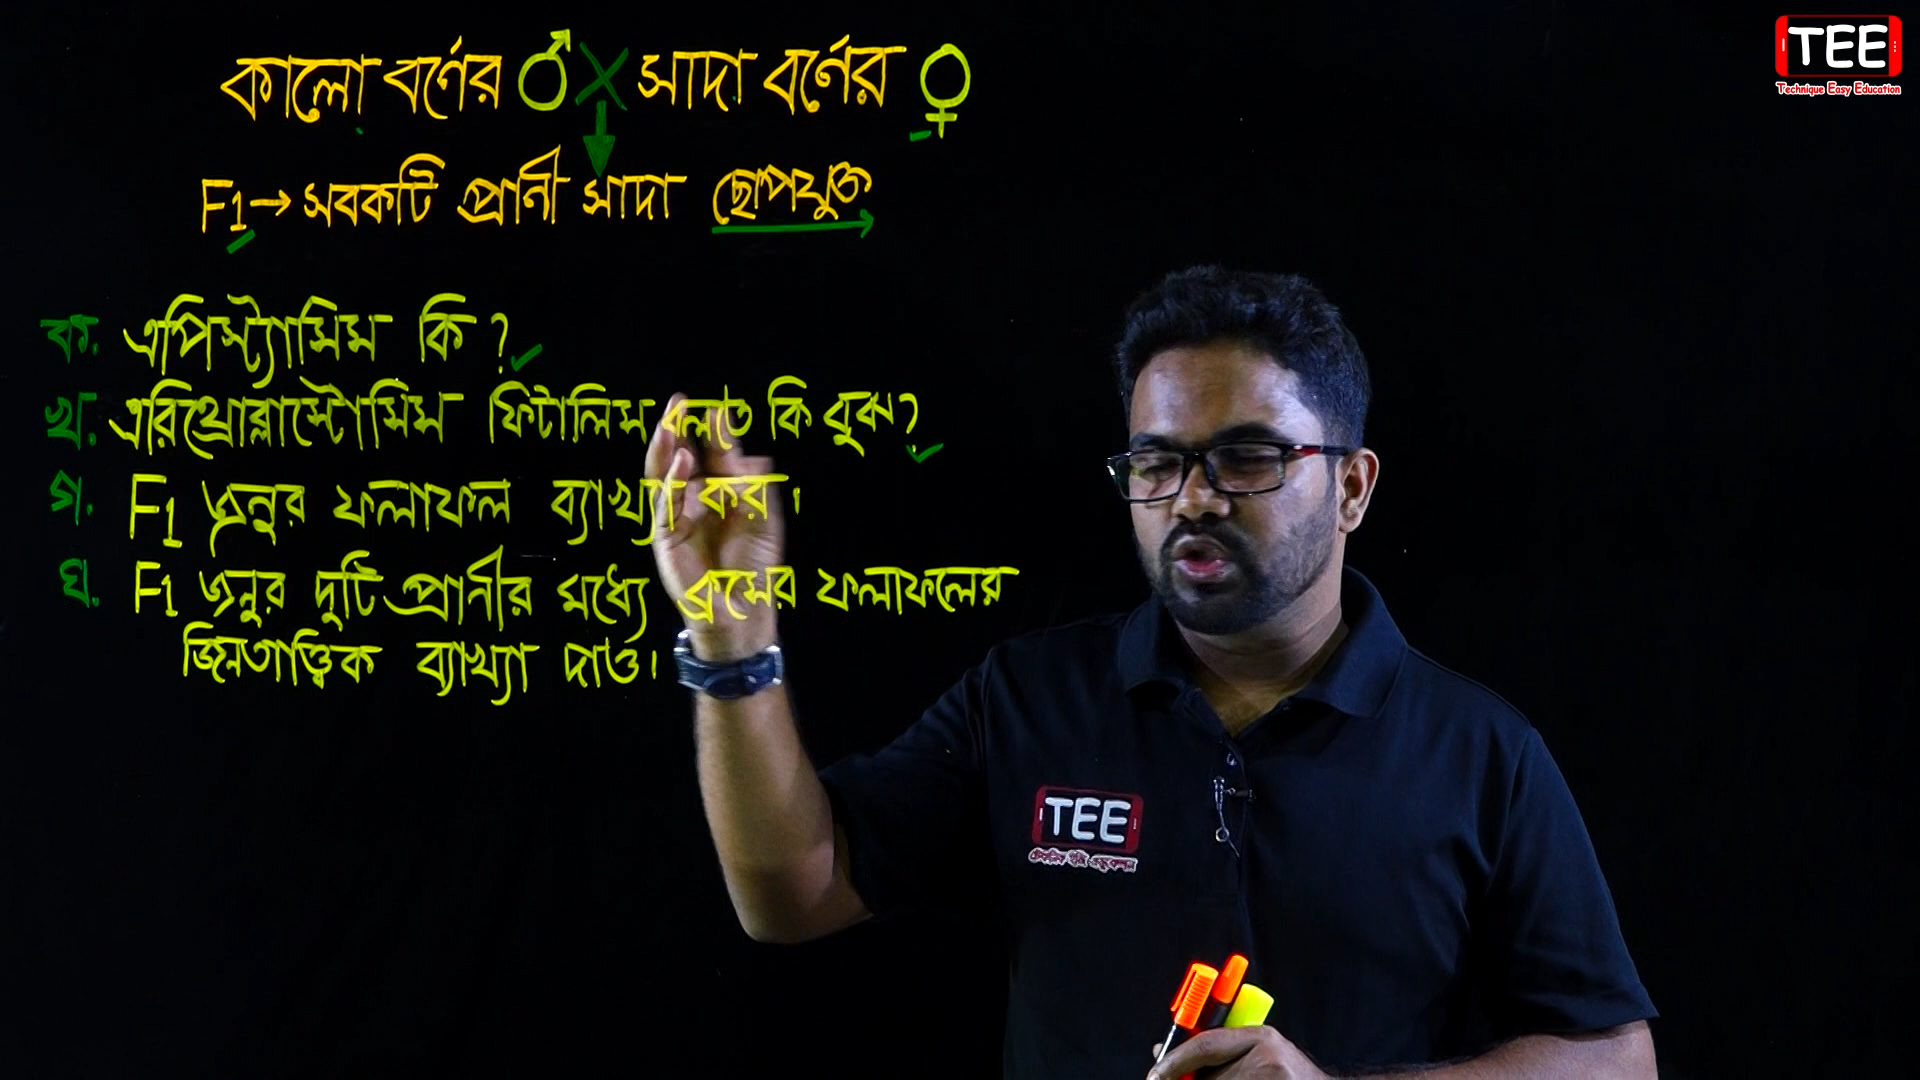 কালো বর্ণের ♂ X সাদা বর্ণের ♀
F1→ সবকটি প্রানী সাদা ছোপযুক্ত
ক. এপিস্ট্যাসিস কি?
খ. এরিথ্রোব্লাস্টোসিস ফিটালিস বলতে কি বুঝ?
গ. F1 জনুর ফলাফল ব্যাখ্যা কর।
ঘ. F1 জনুর দুটি প্রানীর মধ্যে ক্রসের ফলাফলের
জিনতাত্ত্বিক ব্যাখ্যা দাও।
TEE
Technique Easy Education
TEE